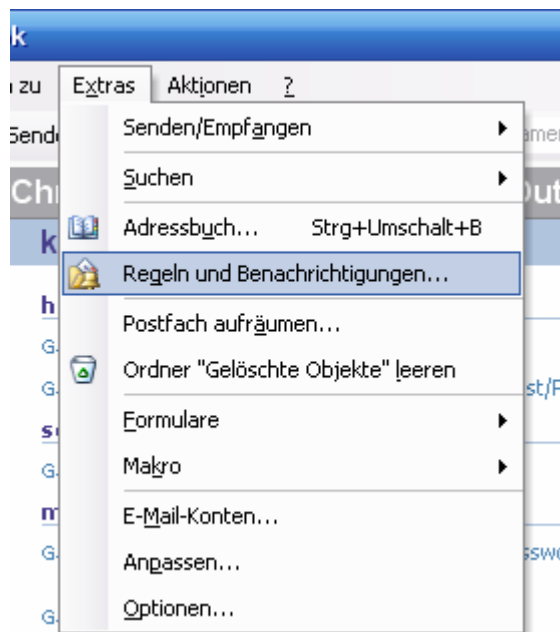 k
zu Extras Aktionen ?
Senden/Empfangen
Suchen
Adressbuch... Strg+Umschalt+B
Regeln und Benachrichtigungen...
Postfach aufräumen...
Ordner "Gelöschte Objekte" leeren
Formulare
Makro
E-Mail-Konten...
Anpassen...
Optionen...